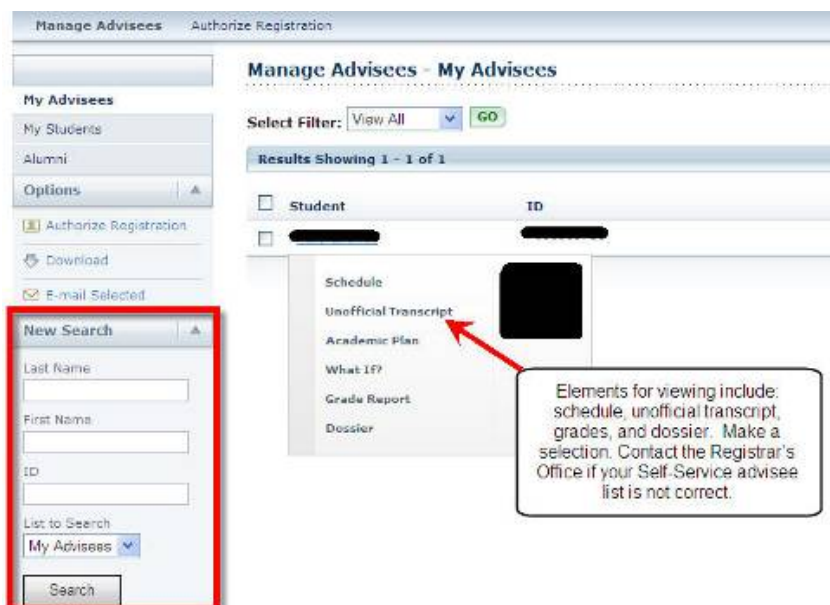 Manage Advisees Authorize Registration
Manage Advisees - My Advisees
My Advisees
My Students
Alumni
Options
Authorize Registration
Download
E-mail Selected
New Search
Last Name
First Name
ID
List to Search
My Advisees
Search
Select Filter: View All GO
Results Showing 1 - 1 of 1
Student ID
Schedule
Unofficial Transcript
Academic Plan
What If?
Grade Report
Dossier
Elements for viewing include:
schedule, unofficial transcript,
grades, and dossier. Make a
selection. Contact the Registrar's
Office if your Self-Service advisee
list is not correct.